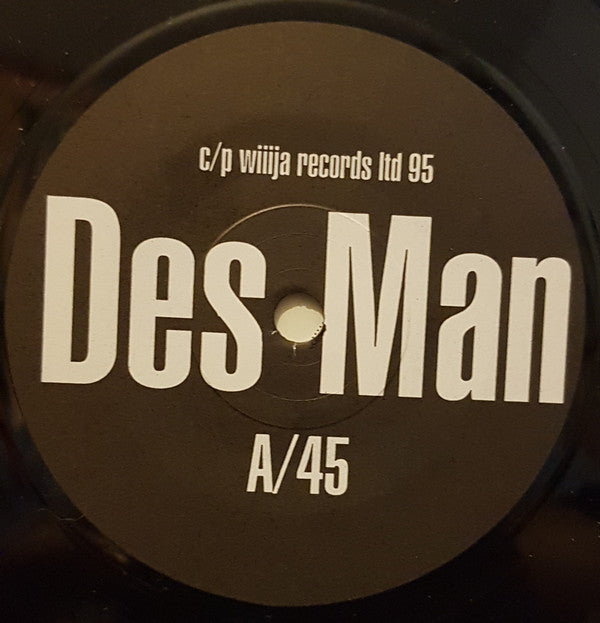 c/p wiiija records ltd 95
Des Man
A/45